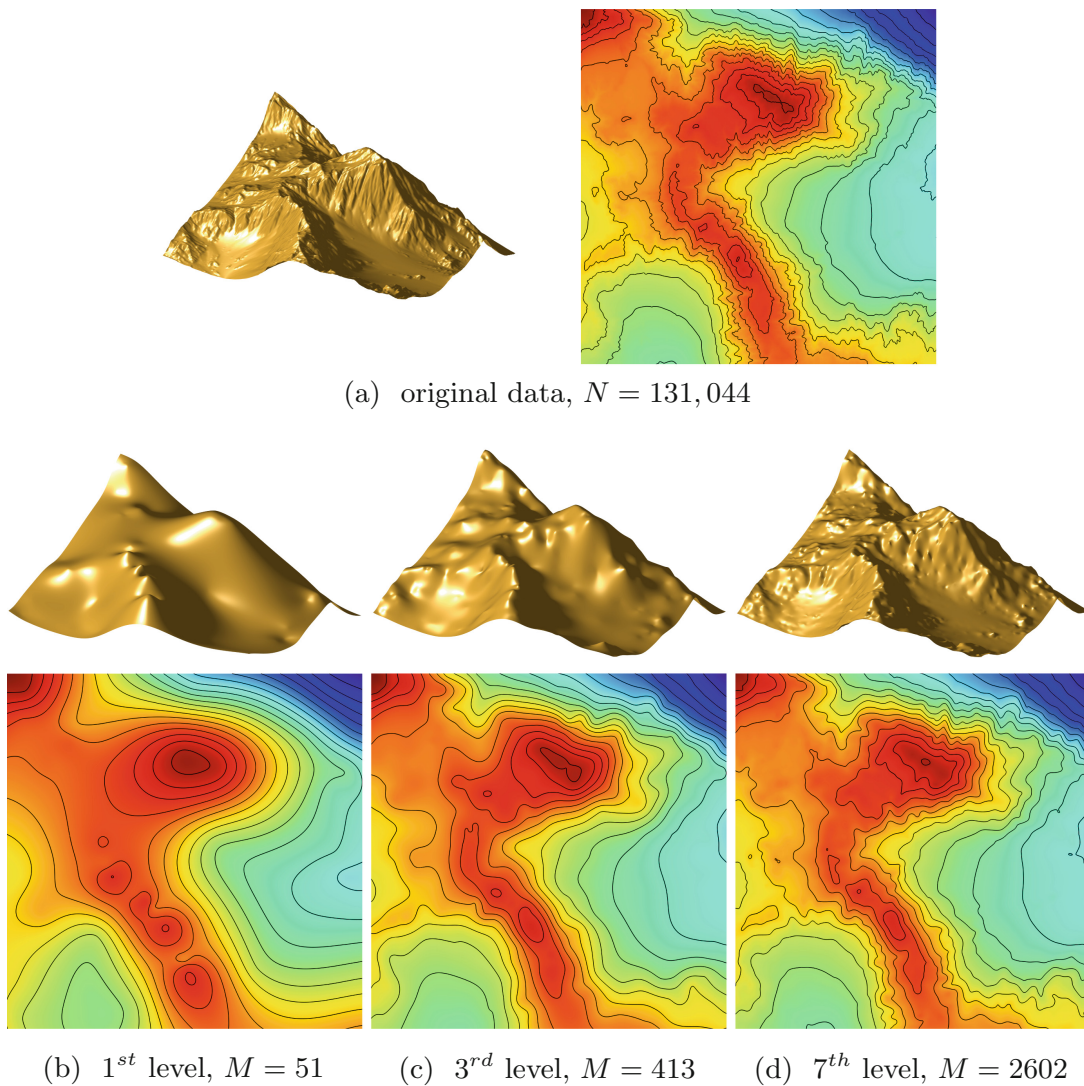 (a) original data, N = 131,044
(b) 1st level, M = 51
(c) 3rd level, M = 413
(d) 7th level, M = 2602